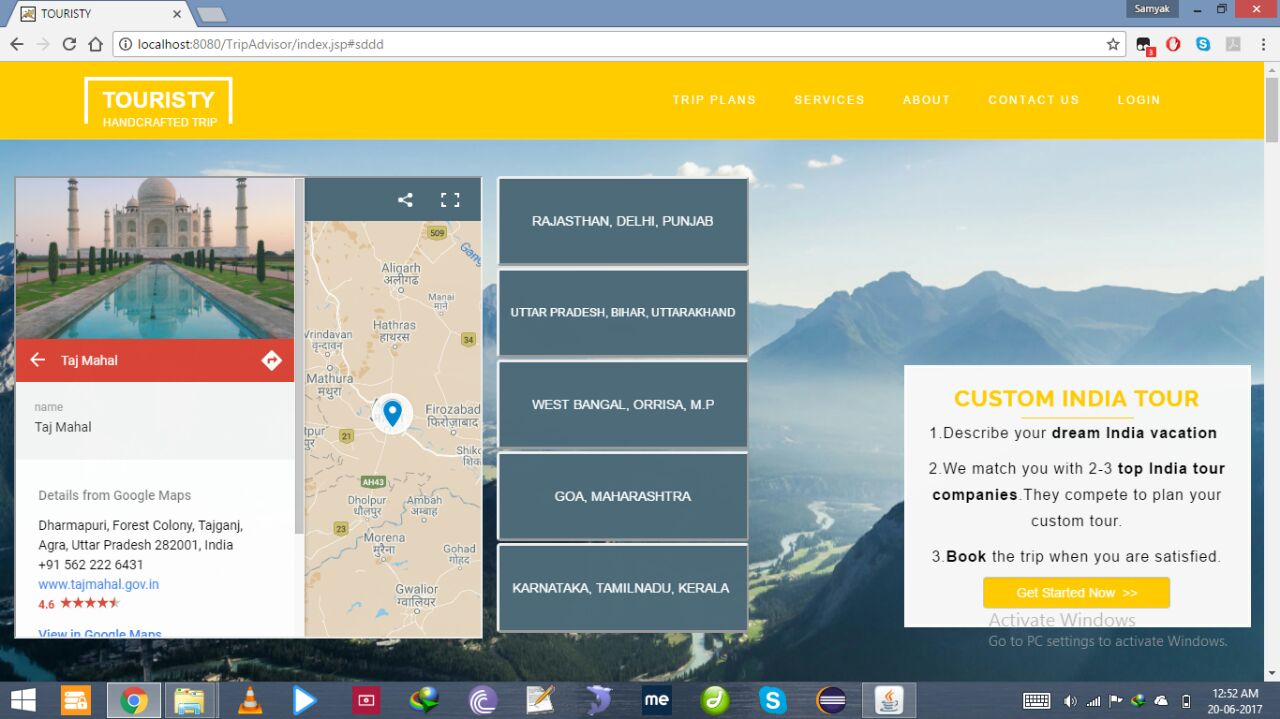 TOURISTY
Samyak
localhost:8080/TripAdvisor/index.jsp#sddd
3
TOURISTY
HANDCRAFTED TRIP
TRIP PLANS
SERVICES
ABOUT
CONTACT US
LOGIN
Taj Mahal
name
Taj Mahal
Details from Google Maps
Dharmapuri, Forest Colony, Tajganj,
Agra, Uttar Pradesh 282001, India
+91 562 222 6431
www.tajmahal.gov.in
4.6
View in Google Maps
509
Aligarh
अलीगढ़
Manai
Hathras
हाथरस
34
Vrindavan
वृन्दावन
Mathura
मथुरा
Firozabad
फ़िरोज़ाबाद
21
AH43
Dholpur
धौलपुर
Ambah
अम्बाह
23
Morena
मुरैना
Gohad
गोहद
Gwalior
ग्वालियर
RAJASTHAN, DELHI, PUNJAB
UTTAR PRADESH, BIHAR, UTTARAKHAND
WEST BANGAL, ORRISA, M.P
GOA, MAHARASHTRA
KARNATAKA, TAMILNADU, KERALA
CUSTOM INDIA TOUR
1.Describe your dream India vacation
2.We match you with 2-3 top India tour
companies.They compete to plan your
custom tour.
3.Book the trip when you are satisfied.
Get Started Now >>
Activate Windows
Go to PC settings to activate Windows.
me
12:52 AM
20-06-2017